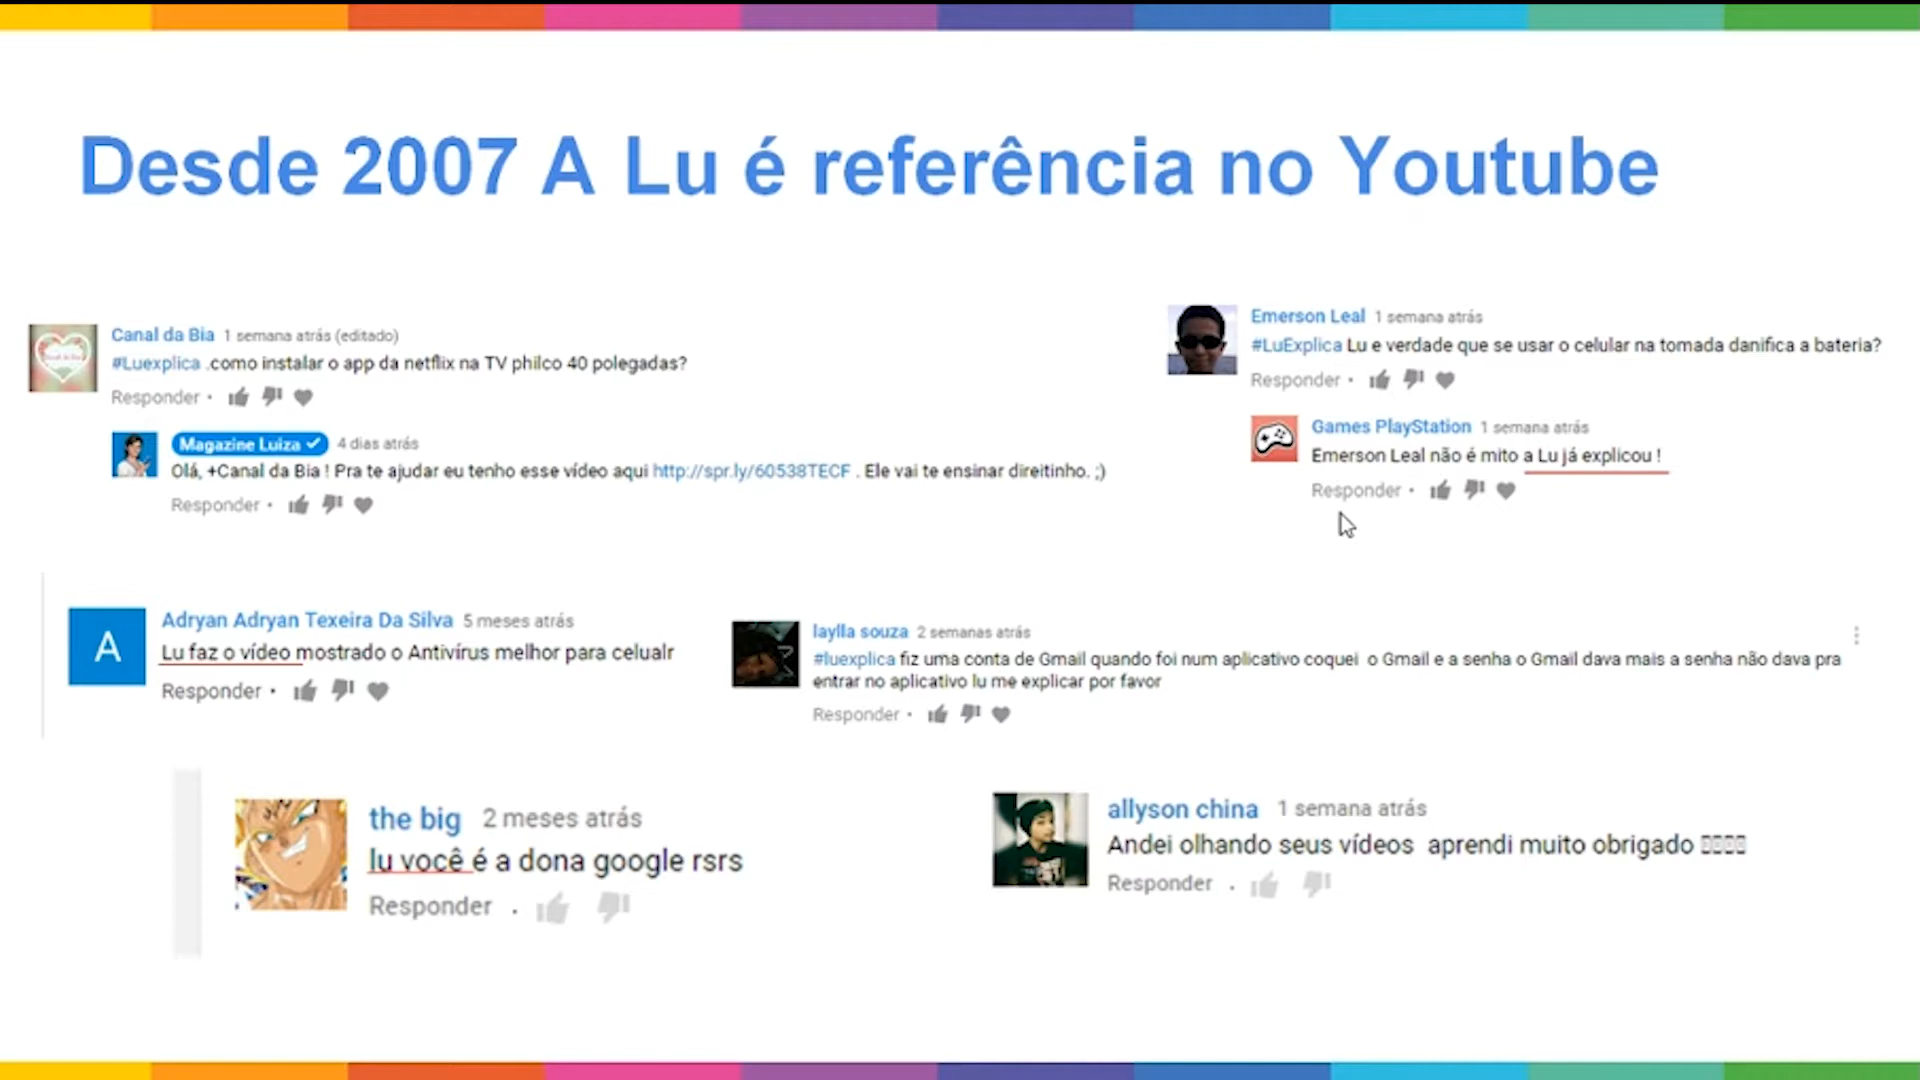 Desde 2007 A Lu é referência no Youtube
Canal da Bia 1 semana atrás (editado)
#Luexplica .como instalar o app da netflix na TV philco 40 polegadas?
Responder •
Magazine Luiza ✓ 4 dias atrás
Olá, +Canal da Bia ! Pra te ajudar eu tenho esse vídeo aqui http://spr.ly/60538TECF . Ele vai te ensinar direitinho. ;)
Responder •
Emerson Leal 1 semana atrás
#LuExplica Lu e verdade que se usar o celular na tomada danifica a bateria?
Responder •
Games PlayStation 1 semana atrás
Emerson Leal não é mito a Lu já explicou !
Responder •
A
Adryan Adryan Texeira Da Silva 5 meses atrás
Lu faz o vídeo mostrado o Antivírus melhor para celualr
Responder •
laylla souza 2 semanas atrás
#luexplica fiz uma conta de Gmail quando foi num aplicativo coquei o Gmail e a senha o Gmail dava mais a senha não dava pra
entrar no aplicativo lu me explicar por favor
Responder •
the big 2 meses atrás
lu você é a dona google rsrs
Responder .
allyson china 1 semana atrás
Andei olhando seus vídeos aprendi muito obrigado
Responder .